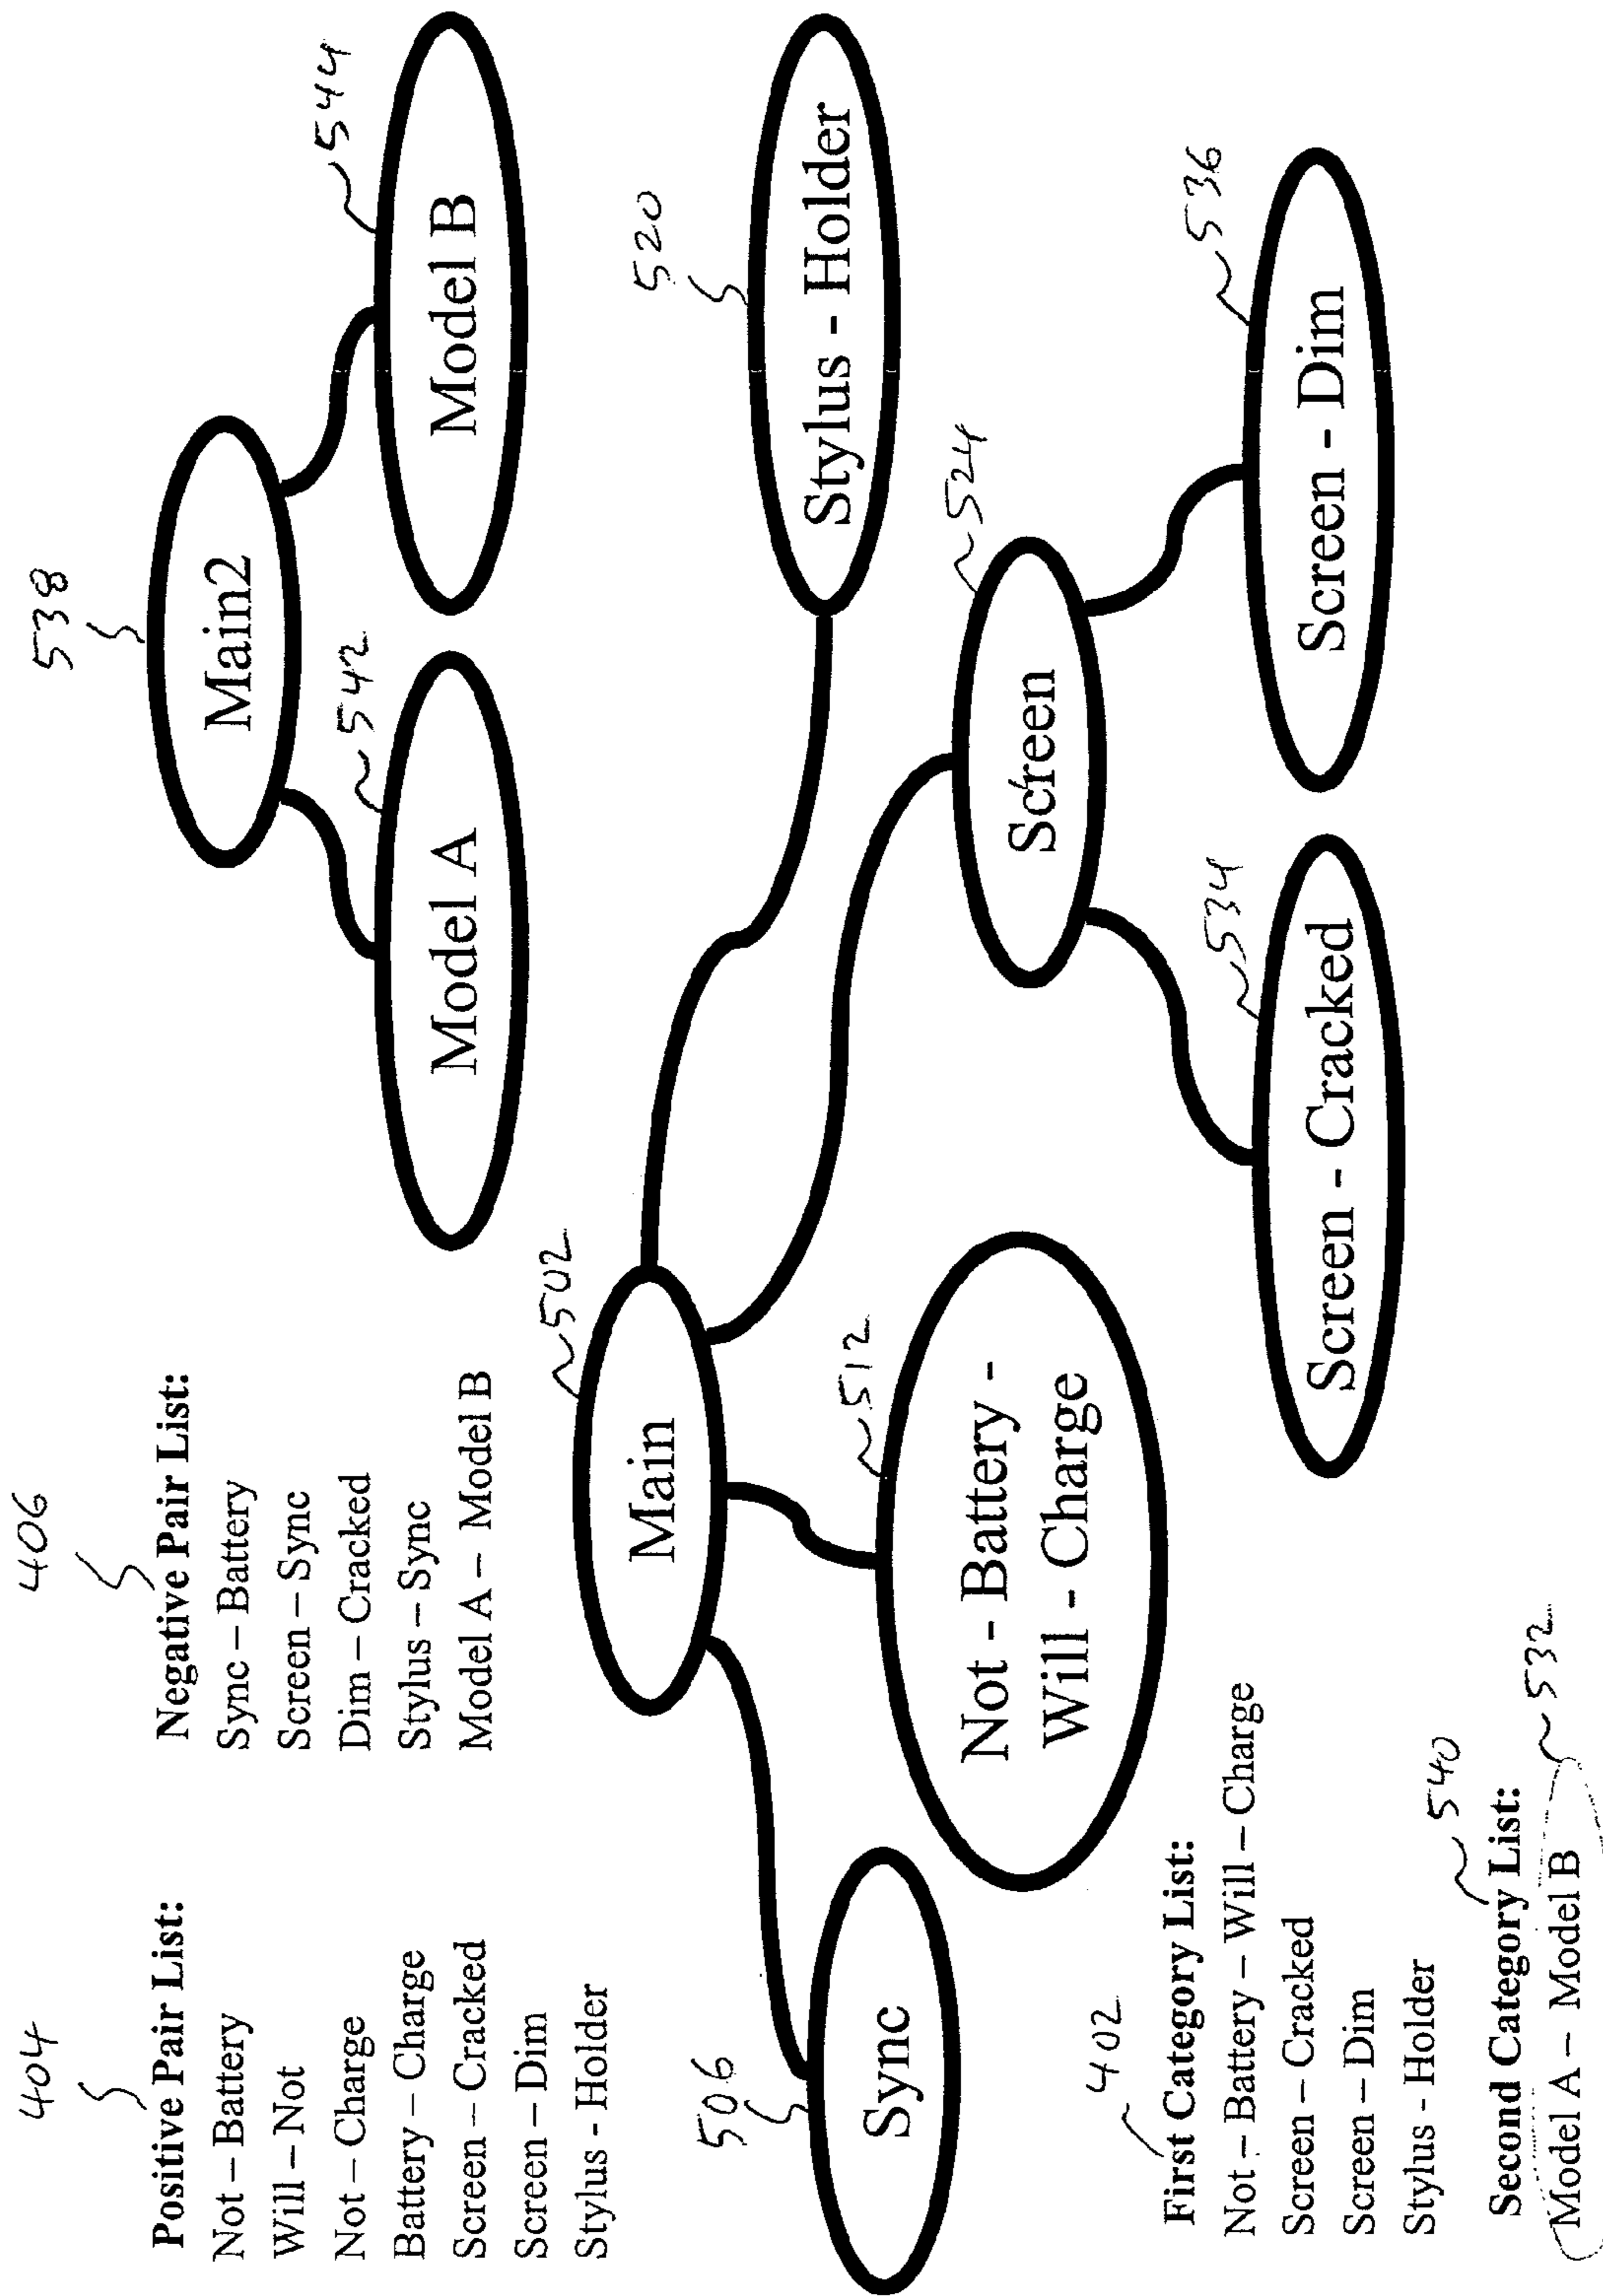 404
Positive Pair List:
Not – Battery
Will – Not
Not – Charge
Battery – Charge
Screen – Cracked
Screen – Dim
Stylus - Holder
406
Negative Pair List:
Sync – Battery
Screen – Sync
Dim – Cracked
Stylus – Sync
Model A – Model B
538
Main2
542
Model A
544
Model B
502
Main
506
Sync
512
Not - Battery -
Will - Charge
520
Stylus - Holder
524
Screen
534
Screen - Cracked
536
Screen - Dim
402
First Category List:
Not – Battery – Will – Charge
Screen – Cracked
Screen – Dim
Stylus - Holder
540
Second Category List:
Model A – Model B
532